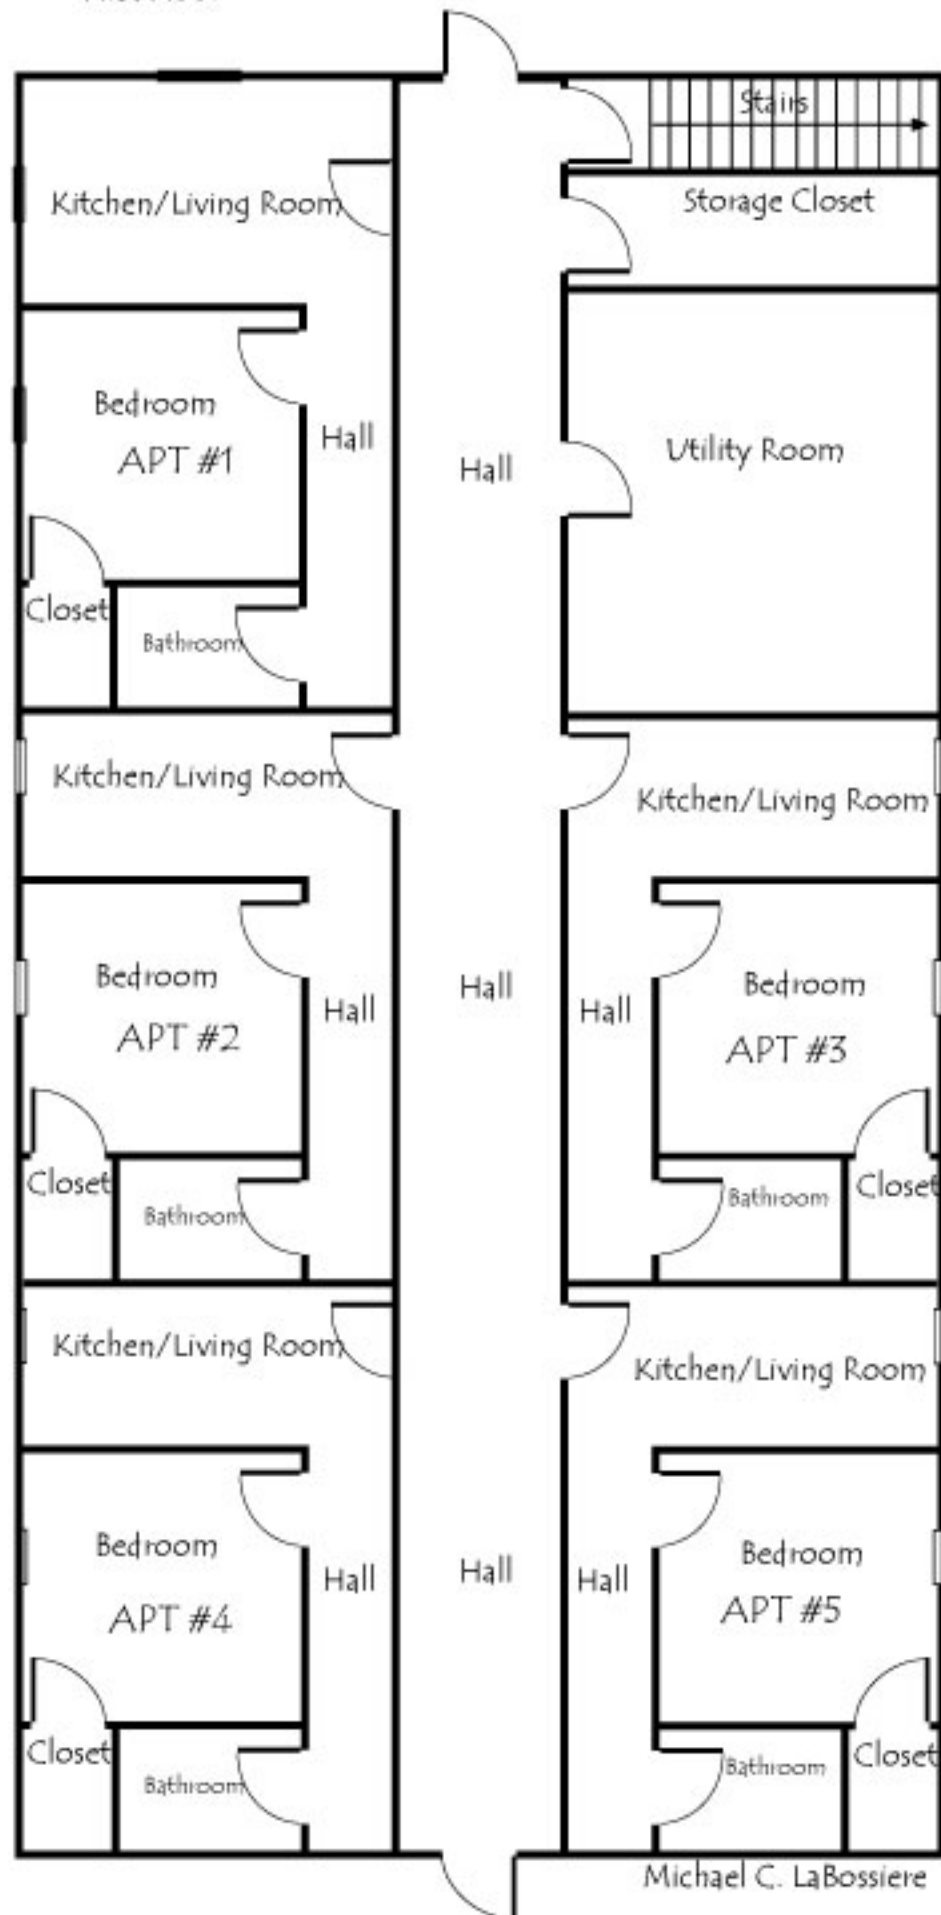 Stairs
Kitchen/Living Room
Storage Closet
Bedroom
APT #1
Hall
Hall
Utility Room
Closet
Bathroom
Kitchen/Living Room
Kitchen/Living Room
Bedroom
APT #2
Hall
Hall
Hall
Bedroom
APT #3
Closet
Bathroom
Bathroom
Closet
Kitchen/Living Room
Kitchen/Living Room
Bedroom
APT #4
Hall
Hall
Hall
Bedroom
APT #5
Closet
Bathroom
Bathroom
Closet
Michael C. LaBossiere